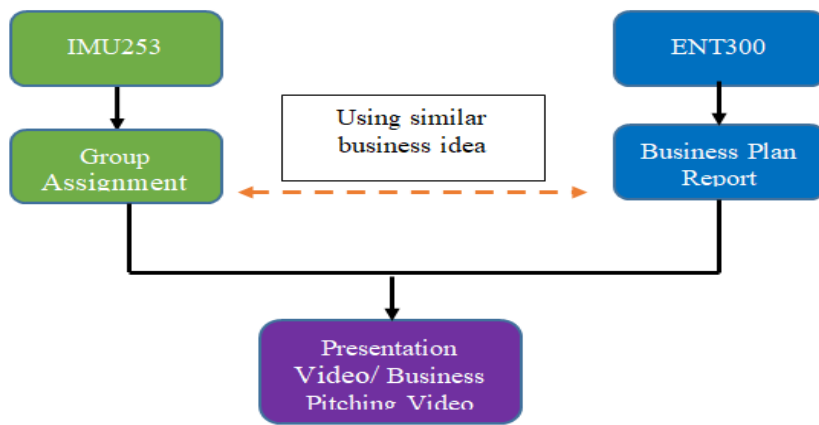 IMU253
ENT300
Using similar
business idea
Group
Assignment
Business Plan
Report
Presentation
Video/ Business
Pitching Video